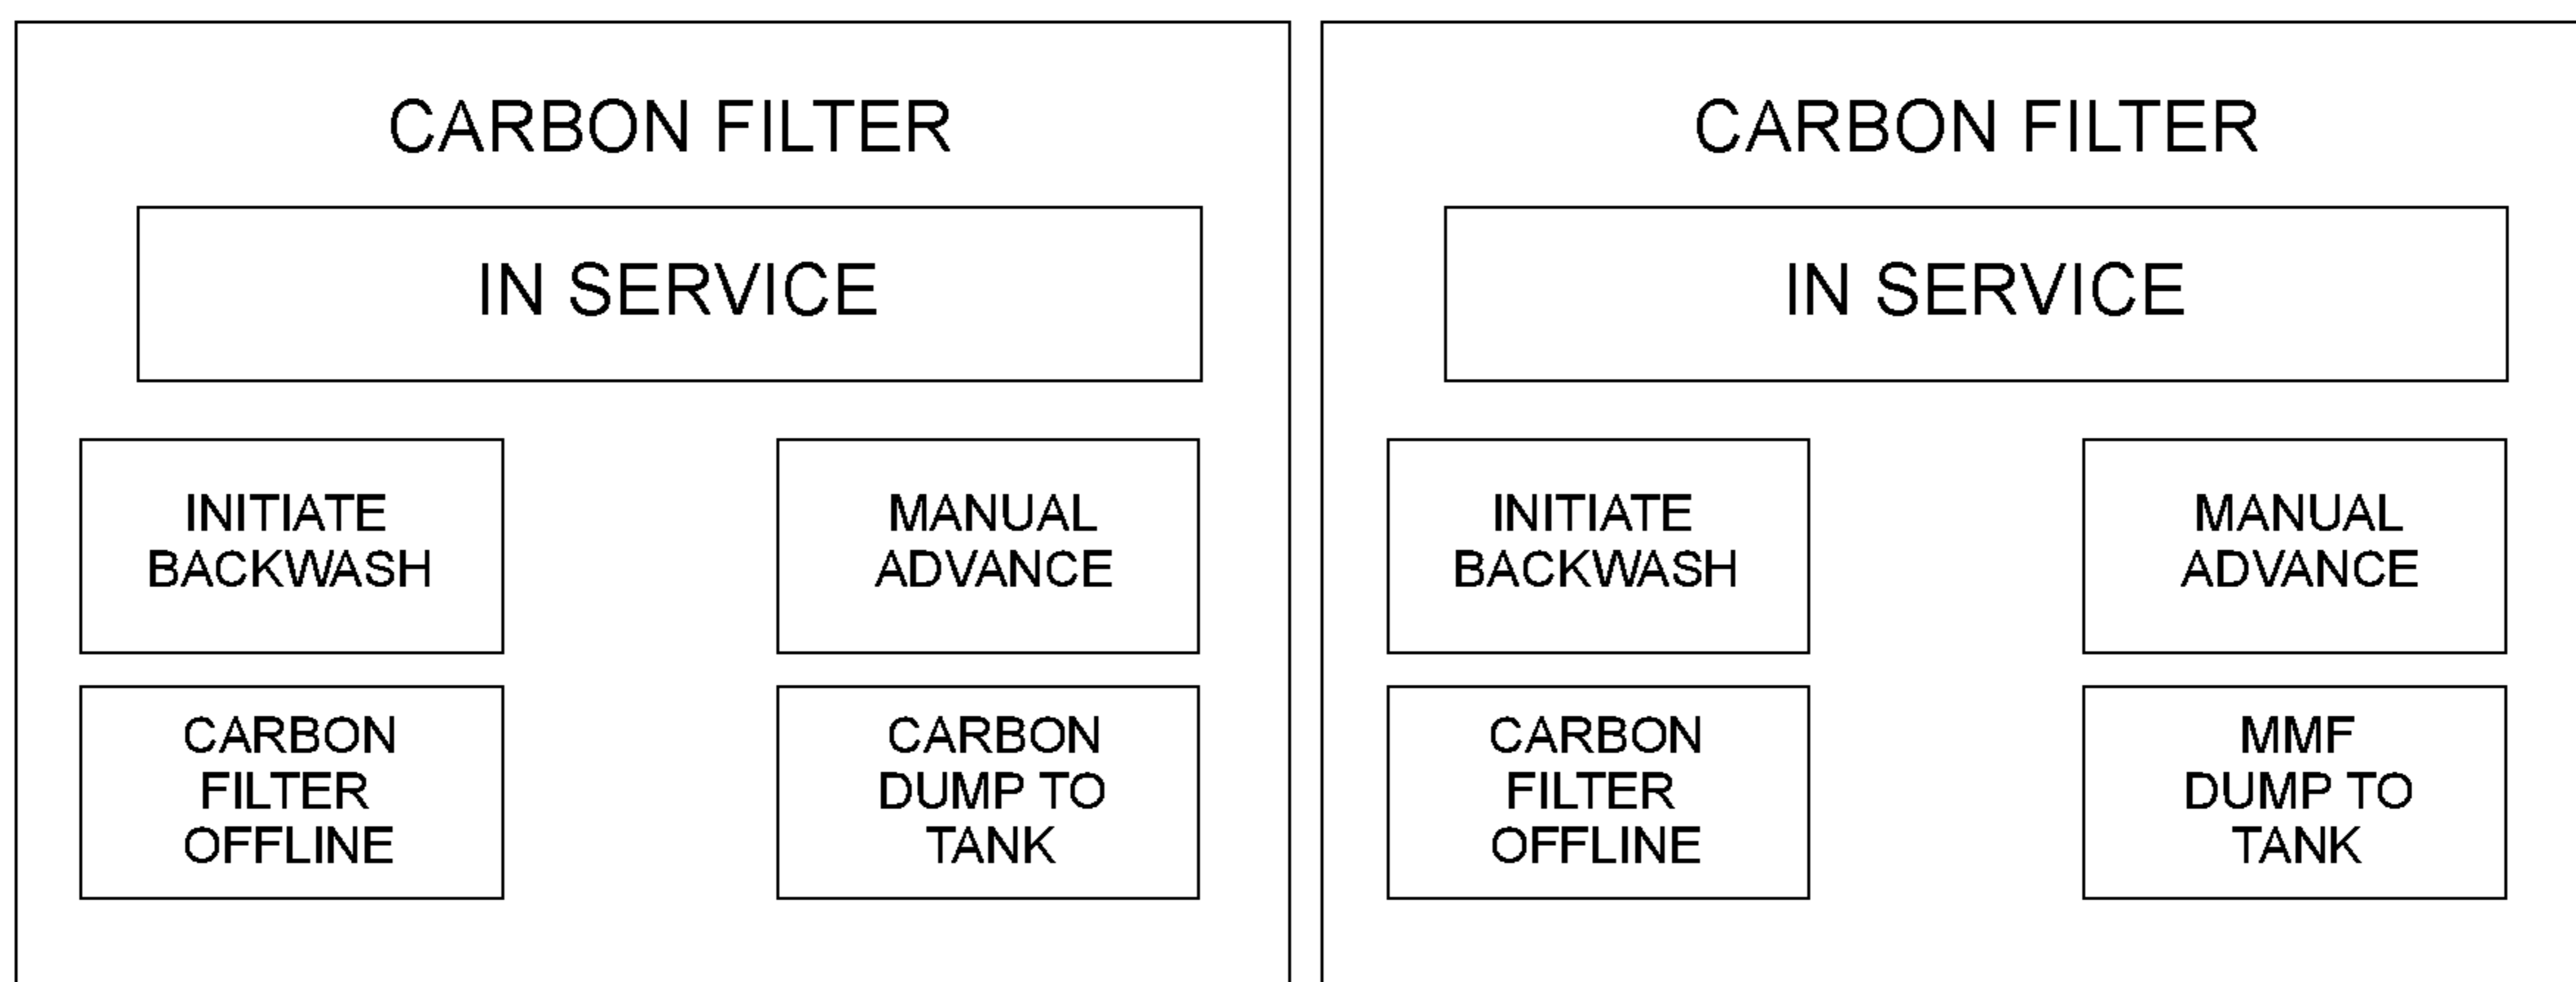 CARBON FILTER
IN SERVICE
INITIATE
BACKWASH
MANUAL
ADVANCE
CARBON
FILTER
OFFLINE
CARBON
DUMP TO
TANK
CARBON FILTER
IN SERVICE
INITIATE
BACKWASH
MANUAL
ADVANCE
CARBON
FILTER
OFFLINE
MMF
DUMP TO
TANK